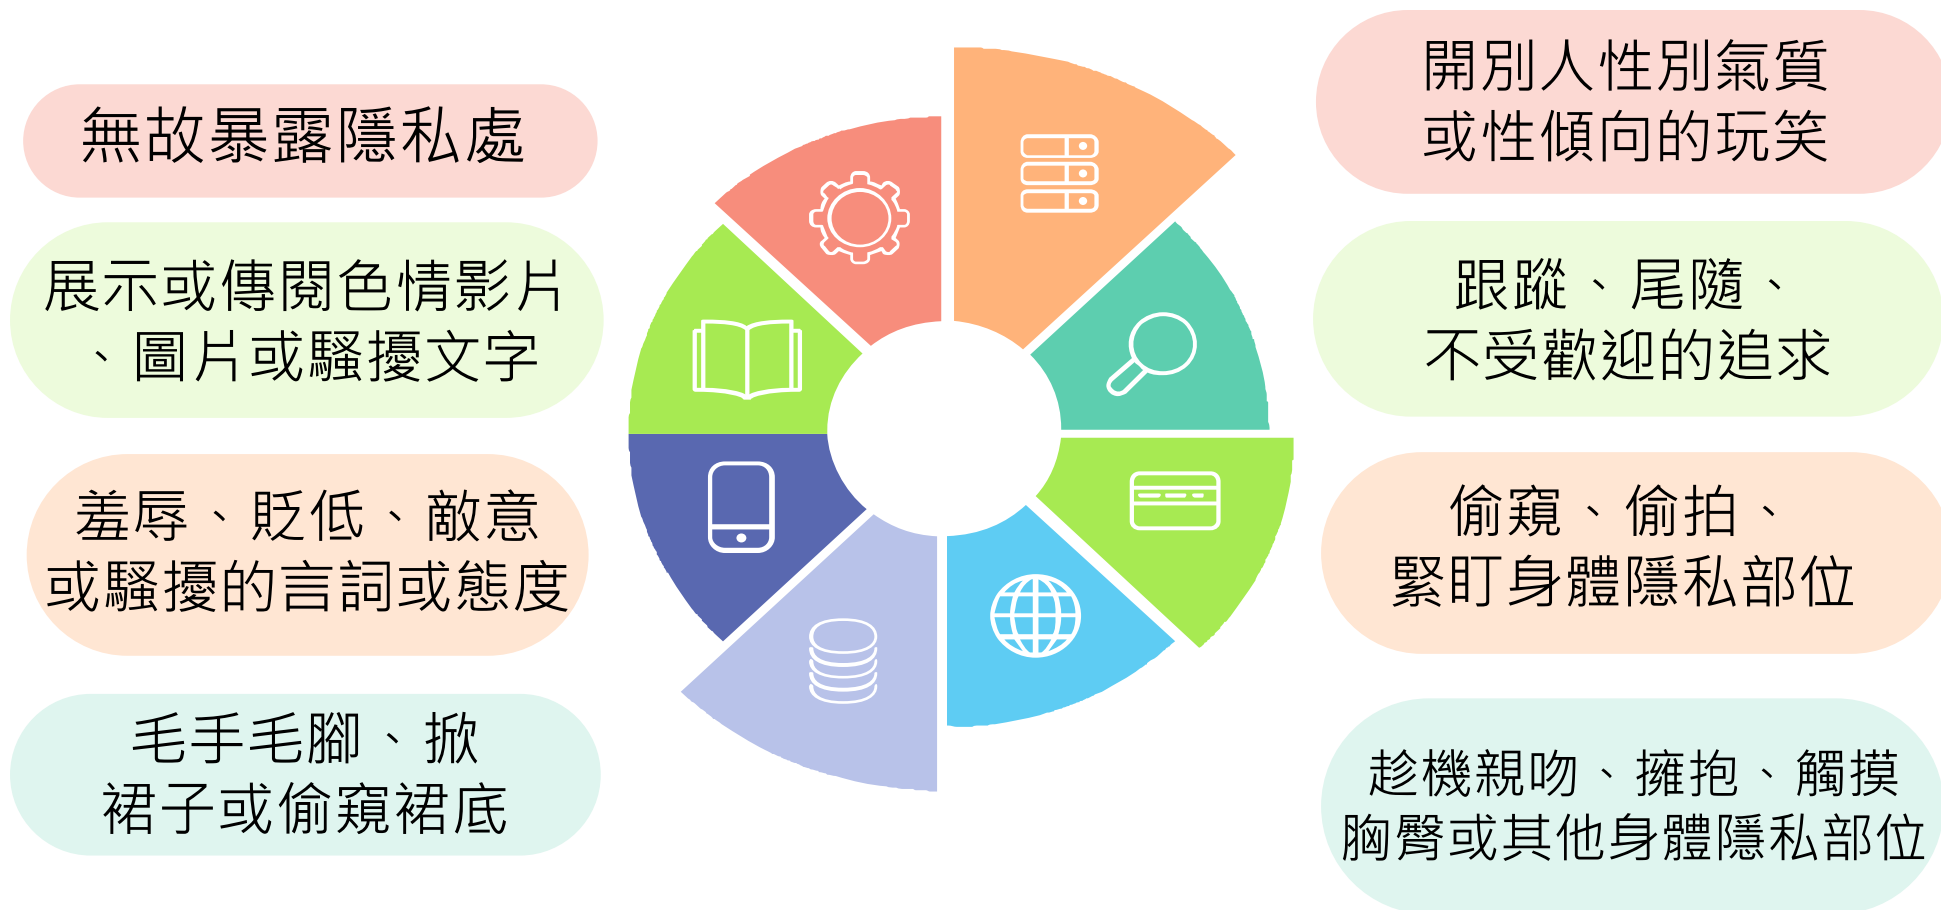 無故暴露隱私處
展示或傳閱色情影片
、圖片或騷擾文字
羞辱、貶低、敵意
或騷擾的言詞或態度
毛手毛腳、掀
裙子或偷窺裙底
開別人性別氣質
或性傾向的玩笑
跟蹤、尾隨、
不受歡迎的追求
偷窺、偷拍、
緊盯身體隱私部位
趁機親吻、擁抱、觸摸
胸臀或其他身體隱私部位